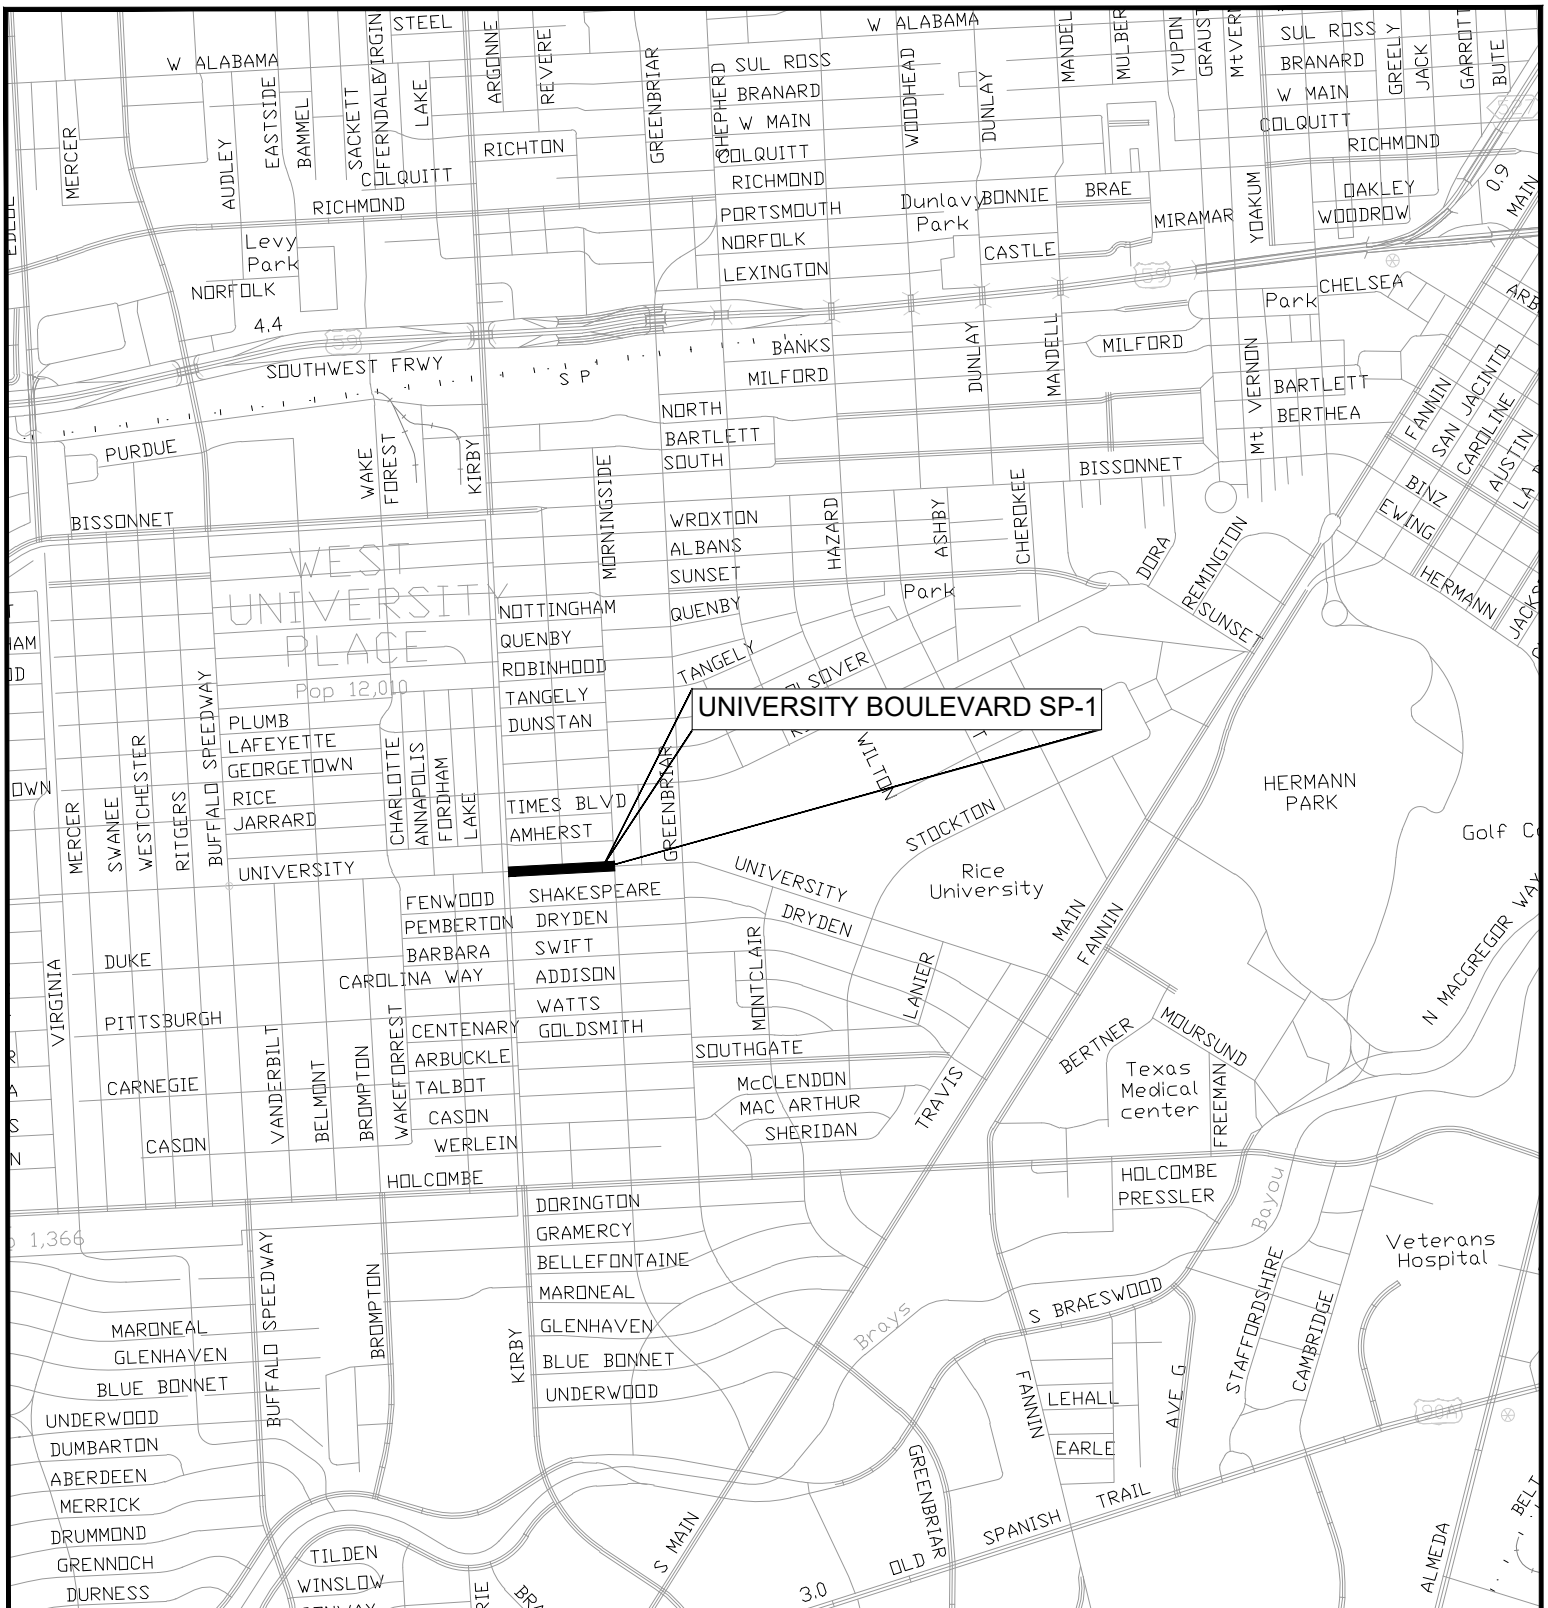 STEEL
W ALABAMA
SUL ROSS
W ALABAMA
SUL ROSS
BRANARD
BRANARD
W MAIN
W MAIN
COLQUITT
COLQUITT
RICHMOND
RICHTON
COLQUITT
RICHMOND
RICHMOND
MERCER
AUDLEY
EASTSIDE
BAMMEL
SACKETT
FERNDALE
LAKE
ARGONNE
REVERE
GREENBRIAR
SHEPHERD
WOODHEAD
DUNLAY
YUPON
GREELY
JACK
GARROTT
BUTE
YOAKUM
Dunlavy
Park
BONNIE
BRAE
OAKLEY
WOODROW
MIRAMAR
0.9
MAIN
PORTSMOUTH
NORFOLK
LEXINGTON
CASTLE
Levy
Park
NORFOLK
4.4
59
59
Park
CHELSEA
SOUTHWEST FRWY
S P
BANKS
MILFORD
MILFORD
DUNLAY
MANDELL
Mt VERNON
BARTLETT
BERTHEA
FANNIN
SAN JACINTO
CAROLINE
AUSTIN
BINZ
EWING
HERMANN
NORTH
BARTLETT
SOUTH
PURDUE
WAKE
FOREST
KIRBY
BISSONNET
BISSONNET
MORNINGSIDE
WROXTON
ALBANS
SUNSET
QUENBY
HAZARD
ASHBY
CHEROKEE
DORA
REMINGTON
SUNSET
Park
WEST
UNIVERSITY
PLACE
Pop 12,010
NOTTINGHAM
QUENBY
ROBINHOOD
TANGELY
DUNSTAN
TANGELY
UNIVERSITY BOULEVARD SP-1
WILTON
GREENBRIAR
PLUMB
LAFEYETTE
GEORGETOWN
RICE
JARRARD
TIMES BLVD
AMHERST
MERCER
SWANEE
WESTCHESTER
RITGERS
BUFFALO SPEEDWAY
CHARLOTTE
ANNAPOLIS
FORDHAM
LAKE
STOCKTON
HERMANN
PARK
Rice
University
UNIVERSITY
UNIVERSITY
DRYDEN
FENWOOD
SHAKESPEARE
PEMBERTON
DRYDEN
BARBARA
SWIFT
CAROLINA WAY
ADDISON
WATTS
CENTENARY
GOLDSMITH
ARBUCKLE
TALBOT
CASON
WERLEIN
HOLCOMBE
DUKE
VIRGINIA
PITTSBURGH
CARNEGIE
CASON
VANDERBILT
BELMONT
BROMPTON
WAKEFORREST
MONTCLAIR
LANIER
MAIN
FANNIN
SOUTHGATE
McCLENDON
MAC ARTHUR
SHERIDAN
TRAVIS
BERTNER
MOURSUND
FREEMAN
Texas
Medical
center
N MACGREGOR WAY
HOLCOMBE
PRESSLER
Bayou
1,366
DORINGTON
GRAMERCY
BELLEFONTAINE
MARONEAL
GLENHAVEN
BLUE BONNET
UNDERWOOD
BUFFALO SPEEDWAY
BROMPTON
KIRBY
Brays
S BRAESWOOD
Veterans
Hospital
STAFFORDSHIRE
CAMBRIDGE
MARONEAL
GLENHAVEN
BLUE BONNET
UNDERWOOD
DUMBARTON
ABERDEEN
MERRICK
DRUMMOND
GRENNOCH
DURNESS
TILDEN
WINSLOW
S MAIN
GREENBRIAR
FANNIN
LEHALL
EARLE
AVE G
90A
3.0
OLD
SPANISH
TRAIL
ALMEDA